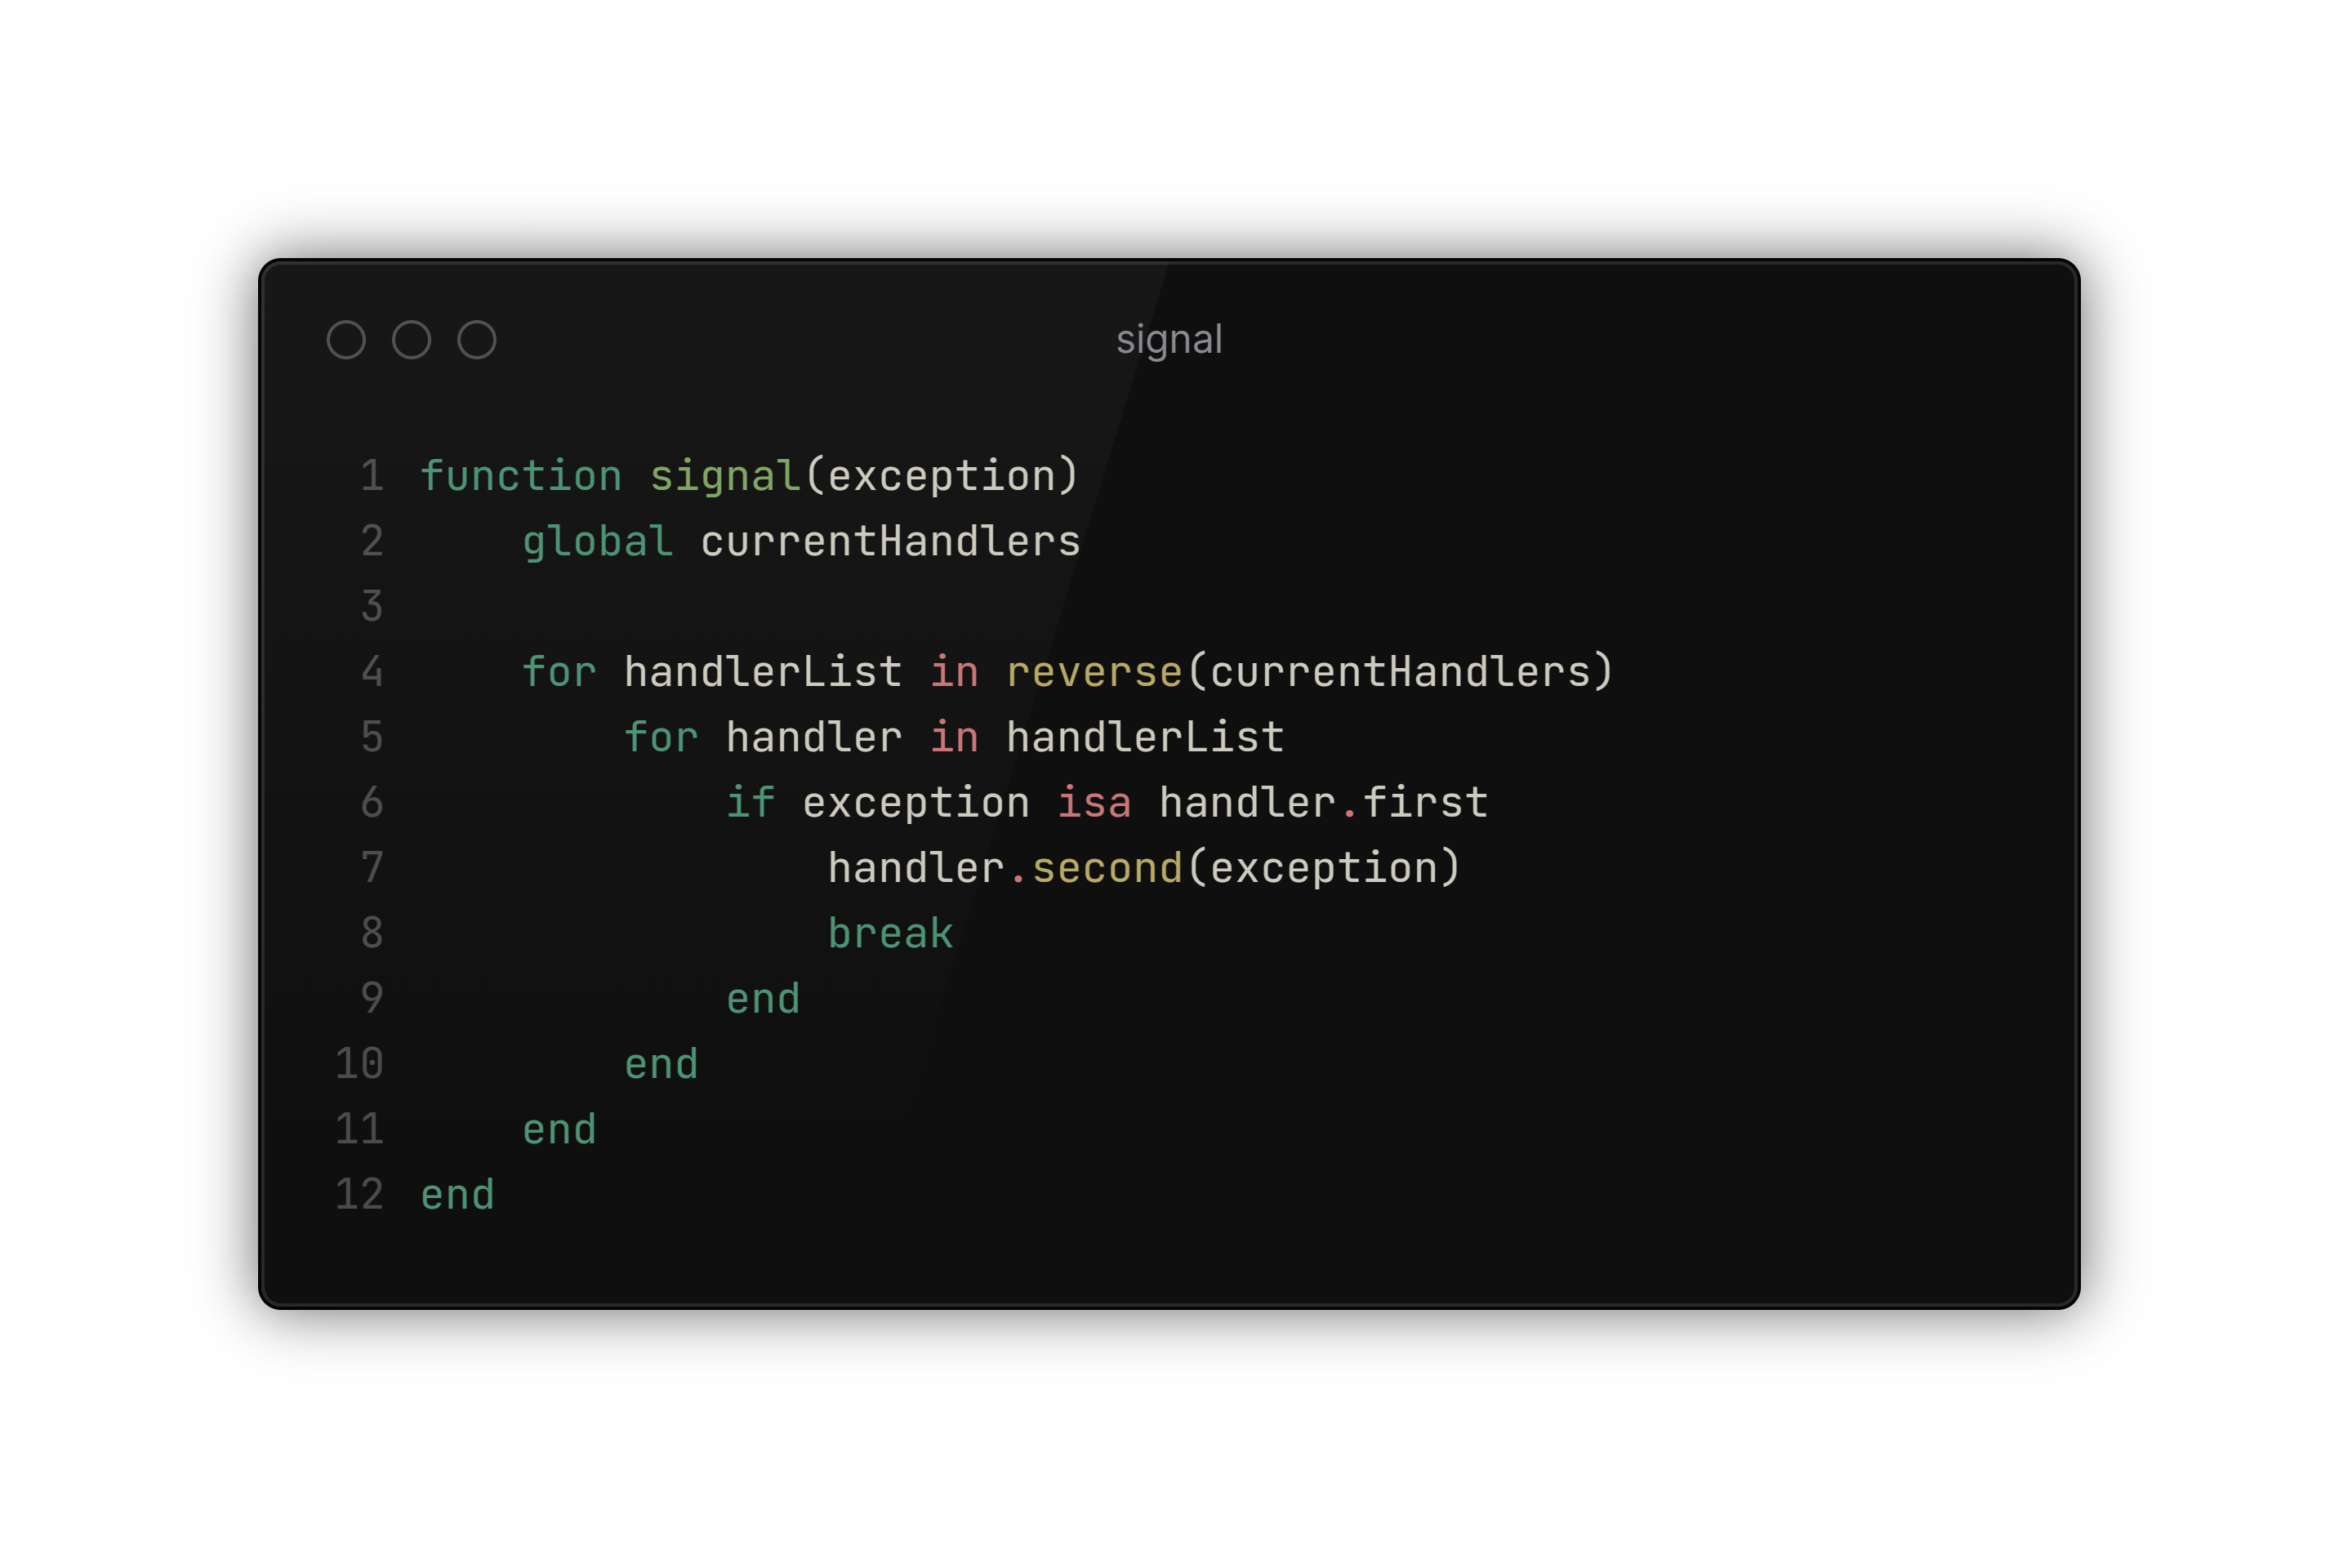 signal
1 function signal(exception)
2     global currentHandlers
3
4     for handlerList in reverse(currentHandlers)
5         for handler in handlerList
6             if exception isa handler.first
7                 handler.second(exception)
8                 break
9             end
10         end
11     end
12 end